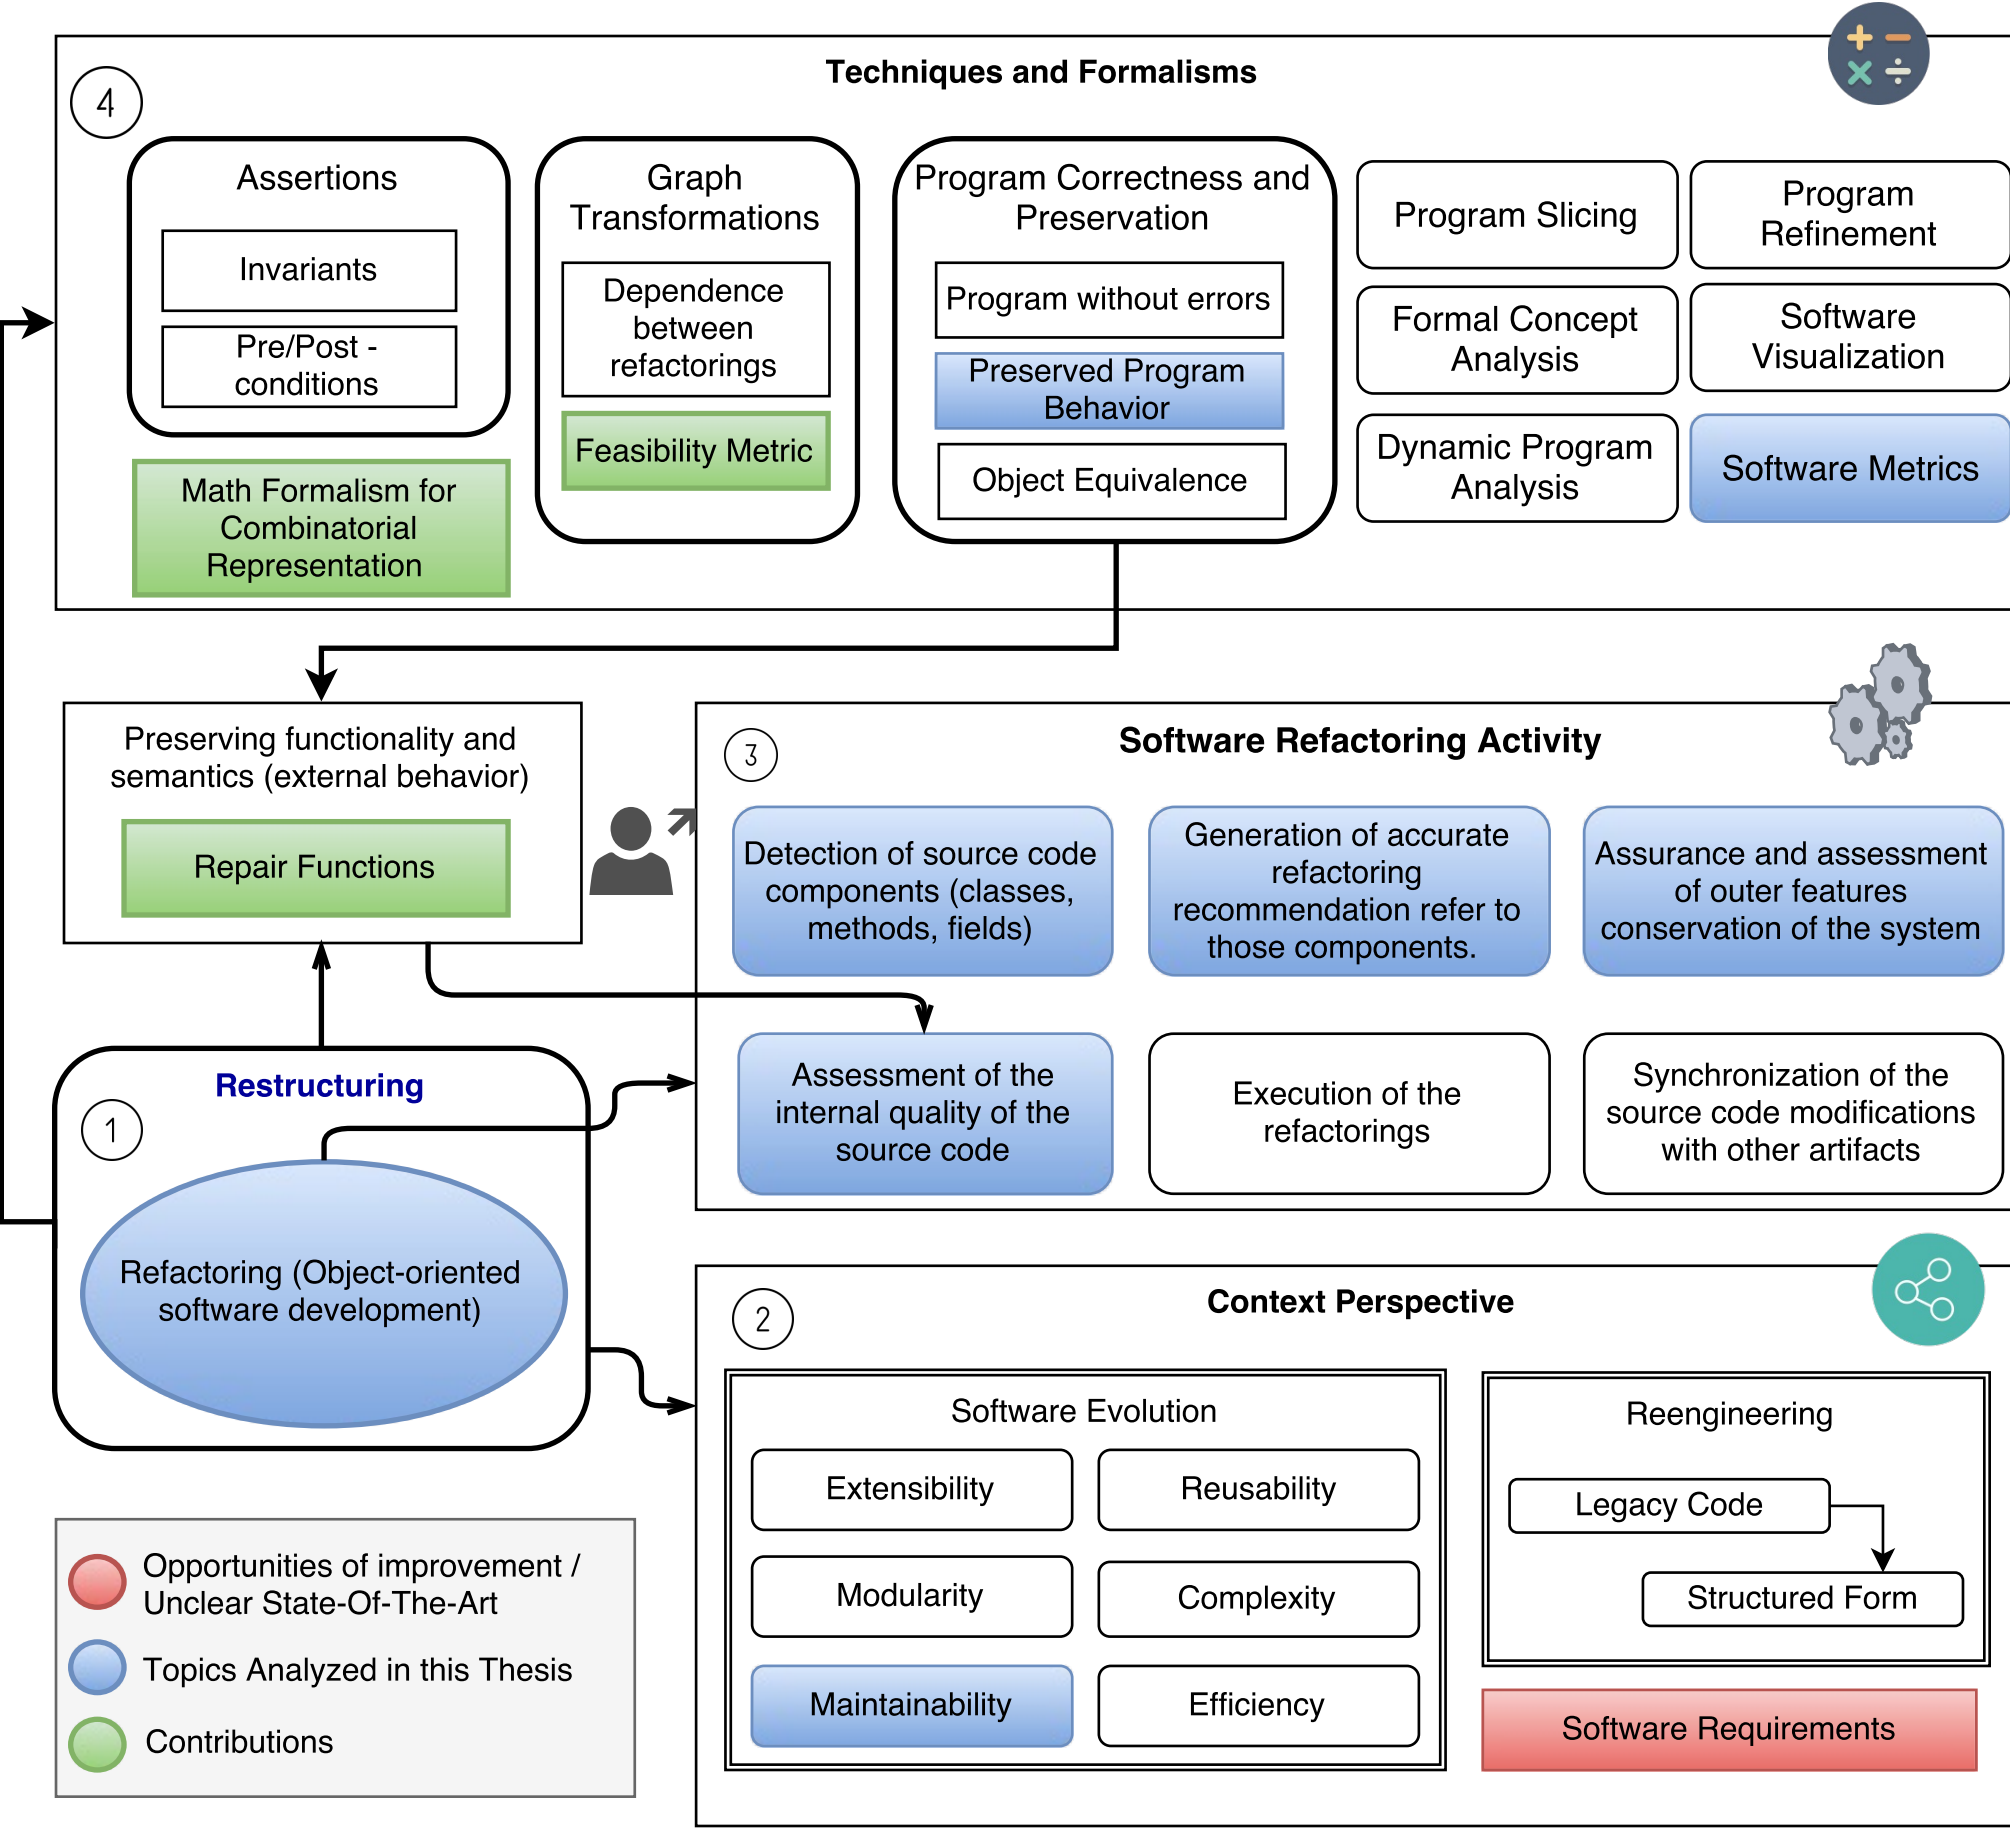 Techniques and Formalisms
4
Assertions
Invariants
Pre/Post -
conditions
Math Formalism for
Combinatorial
Representation
Graph
Transformations
Dependence
between
refactorings
Feasibility Metric
Program Correctness and
Preservation
Program without errors
Preserved Program
Behavior
Object Equivalence
Program Slicing
Program
Refinement
Formal Concept
Analysis
Software
Visualization
Dynamic Program
Analysis
Software Metrics
Preserving functionality and
semantics (external behavior)
Repair Functions
3
Software Refactoring Activity
Detection of source code
components (classes,
methods, fields)
Generation of accurate
refactoring
recommendation refer to
those components.
Assurance and assessment
of outer features
conservation of the system
Assessment of the
internal quality of the
source code
Execution of the
refactorings
Synchronization of the
source code modifications
with other artifacts
Restructuring
1
Refactoring (Object-oriented
software development)
2
Context Perspective
Software Evolution
Extensibility
Reusability
Modularity
Complexity
Maintainability
Efficiency
Reengineering
Legacy Code
Structured Form
Software Requirements
Opportunities of improvement /
Unclear State-Of-The-Art
Topics Analyzed in this Thesis
Contributions